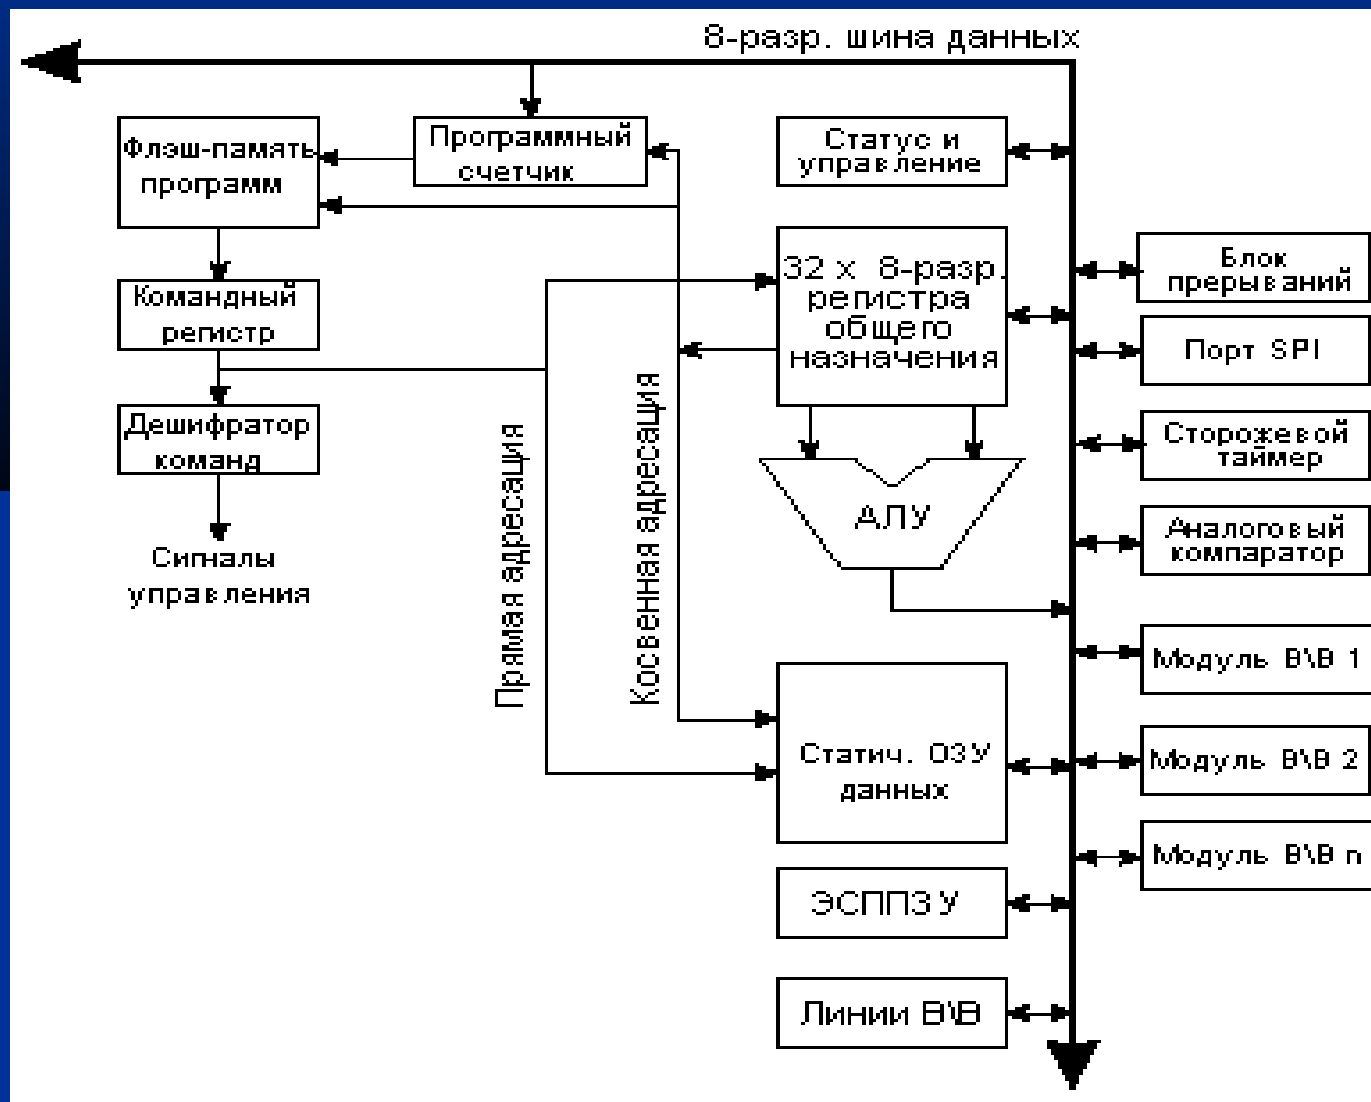 8-разр. шина данных
Флэш-память
программ
Программный
счетчик
Статус и
управление
32 x 8-разр.
регистра
общего
назначения
Блок
прерываний
Командный
регистр
Порт SPI
Дешифратор
команд
Сторожевой
таймер
Прямая адресация
Косвенная адресация
АЛУ
Аналоговый
компаратор
Сигналы
управления
Модуль В\В 1
Статич. ОЗУ
данных
Модуль В\В 2
Модуль В\В n
ЭСППЗУ
Линии В\В